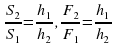 S₂/S₁ = h₁/h₂, F₂/F₁ = h₁/h₂